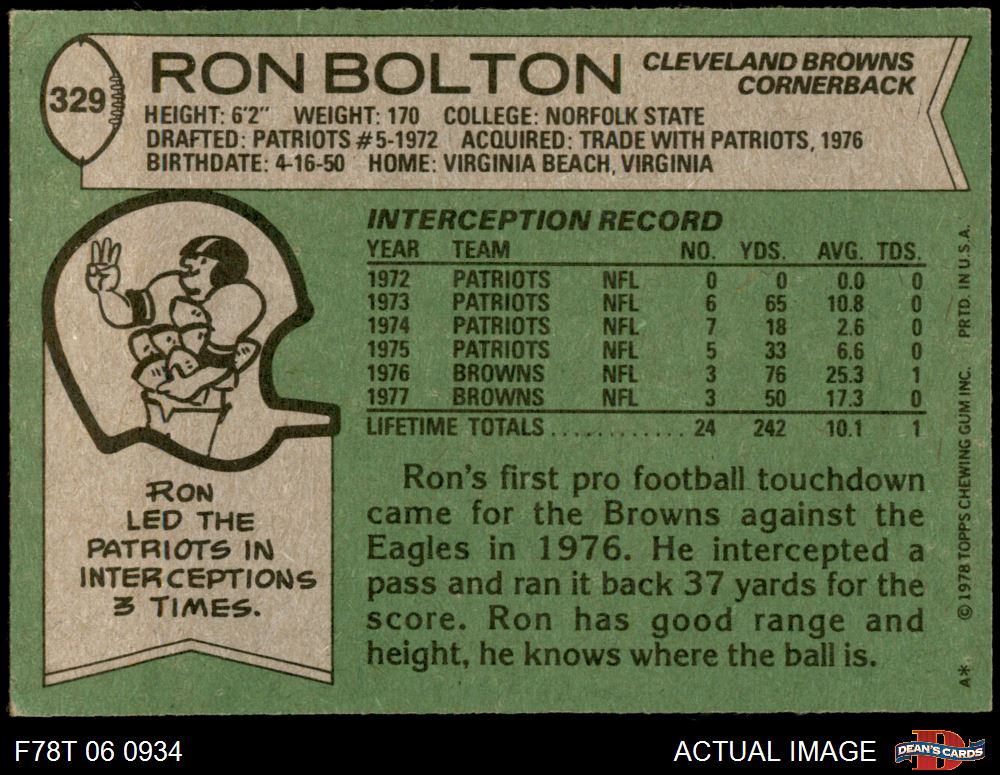 329
RON BOLTON
CLEVELAND BROWNS
CORNERBACK
HEIGHT: 6'2" WEIGHT: 170 COLLEGE: NORFOLK STATE
DRAFTED: PATRIOTS #5-1972 ACQUIRED: TRADE WITH PATRIOTS, 1976
BIRTHDATE: 4-16-50 HOME: VIRGINIA BEACH, VIRGINIA
INTERCEPTION RECORD
YEAR TEAM NO. YDS. AVG. TDS.
1972 PATRIOTS NFL 0 0 0.0 0
1973 PATRIOTS NFL 6 65 10.8 0
1974 PATRIOTS NFL 7 18 2.6 0
1975 PATRIOTS NFL 5 33 6.6 0
1976 BROWNS NFL 3 76 25.3 1
1977 BROWNS NFL 3 50 17.3 0
LIFETIME TOTALS............ 24 242 10.1 1
RON
LED THE
PATRIOTS IN
INTERCEPTIONS
3 TIMES.
Ron's first pro football touchdown
came for the Browns against the
Eagles in 1976. He intercepted a
pass and ran it back 37 yards for the
score. Ron has good range and
height, he knows where the ball is.
A* © 1978 TOPPS CHEWING GUM INC. PRTD. IN U.S.A.
F78T 06 0934
ACTUAL IMAGE
D
DEAN'S CARDS